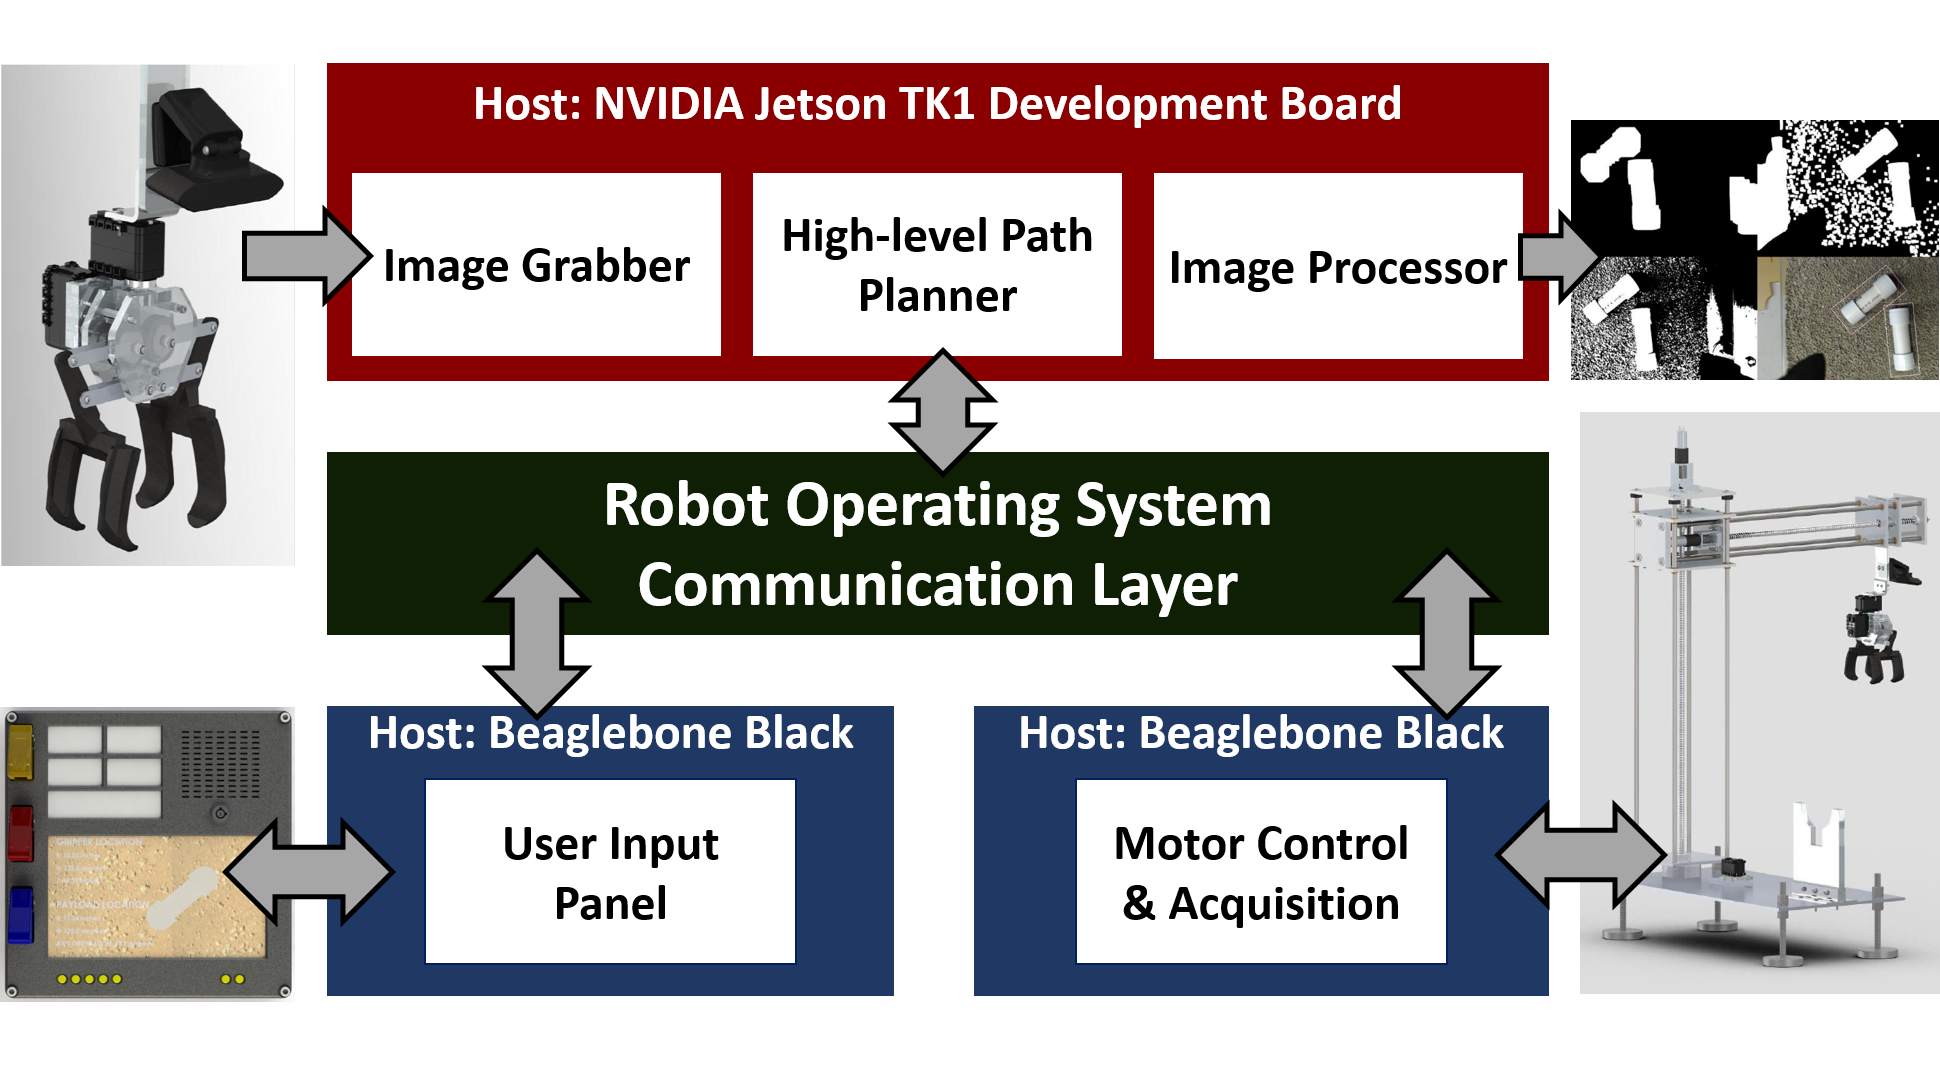 Host: NVIDIA Jetson TK1 Development Board
Image Grabber
High-level Path
Planner
Image Processor
Robot Operating System
Communication Layer
Host: Beaglebone Black
User Input
Panel
Host: Beaglebone Black
Motor Control
& Acquisition
GRIPPER LOCATION
PAYLOAD LOCATION